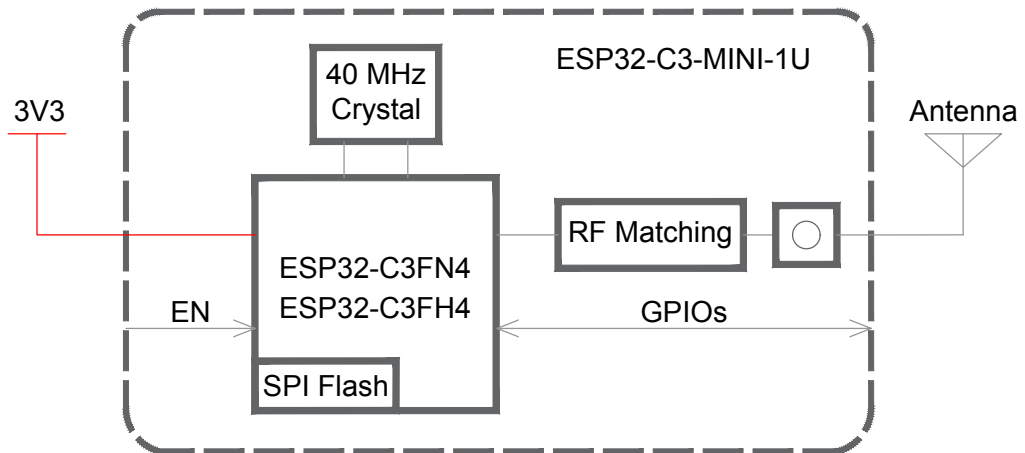 ESP32-C3-MINI-1U
40 MHz
Crystal
3V3
Antenna
RF Matching
ESP32-C3FN4
ESP32-C3FH4
EN
GPIOs
SPI Flash